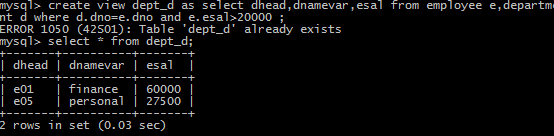 mysql> create view dept_d as select dhead,dnamevar,esal from employee e,departme
nt d where d.dno=e.dno and e.esal>20000 ;
ERROR 1050 (42S01): Table 'dept_d' already exists
mysql> select * from dept_d;
+-------+----------+-------+
| dhead | dnamevar | esal  |
+-------+----------+-------+
| e01   | finance  | 60000 |
| e05   | personal | 27500 |
+-------+----------+-------+
2 rows in set (0.03 sec)